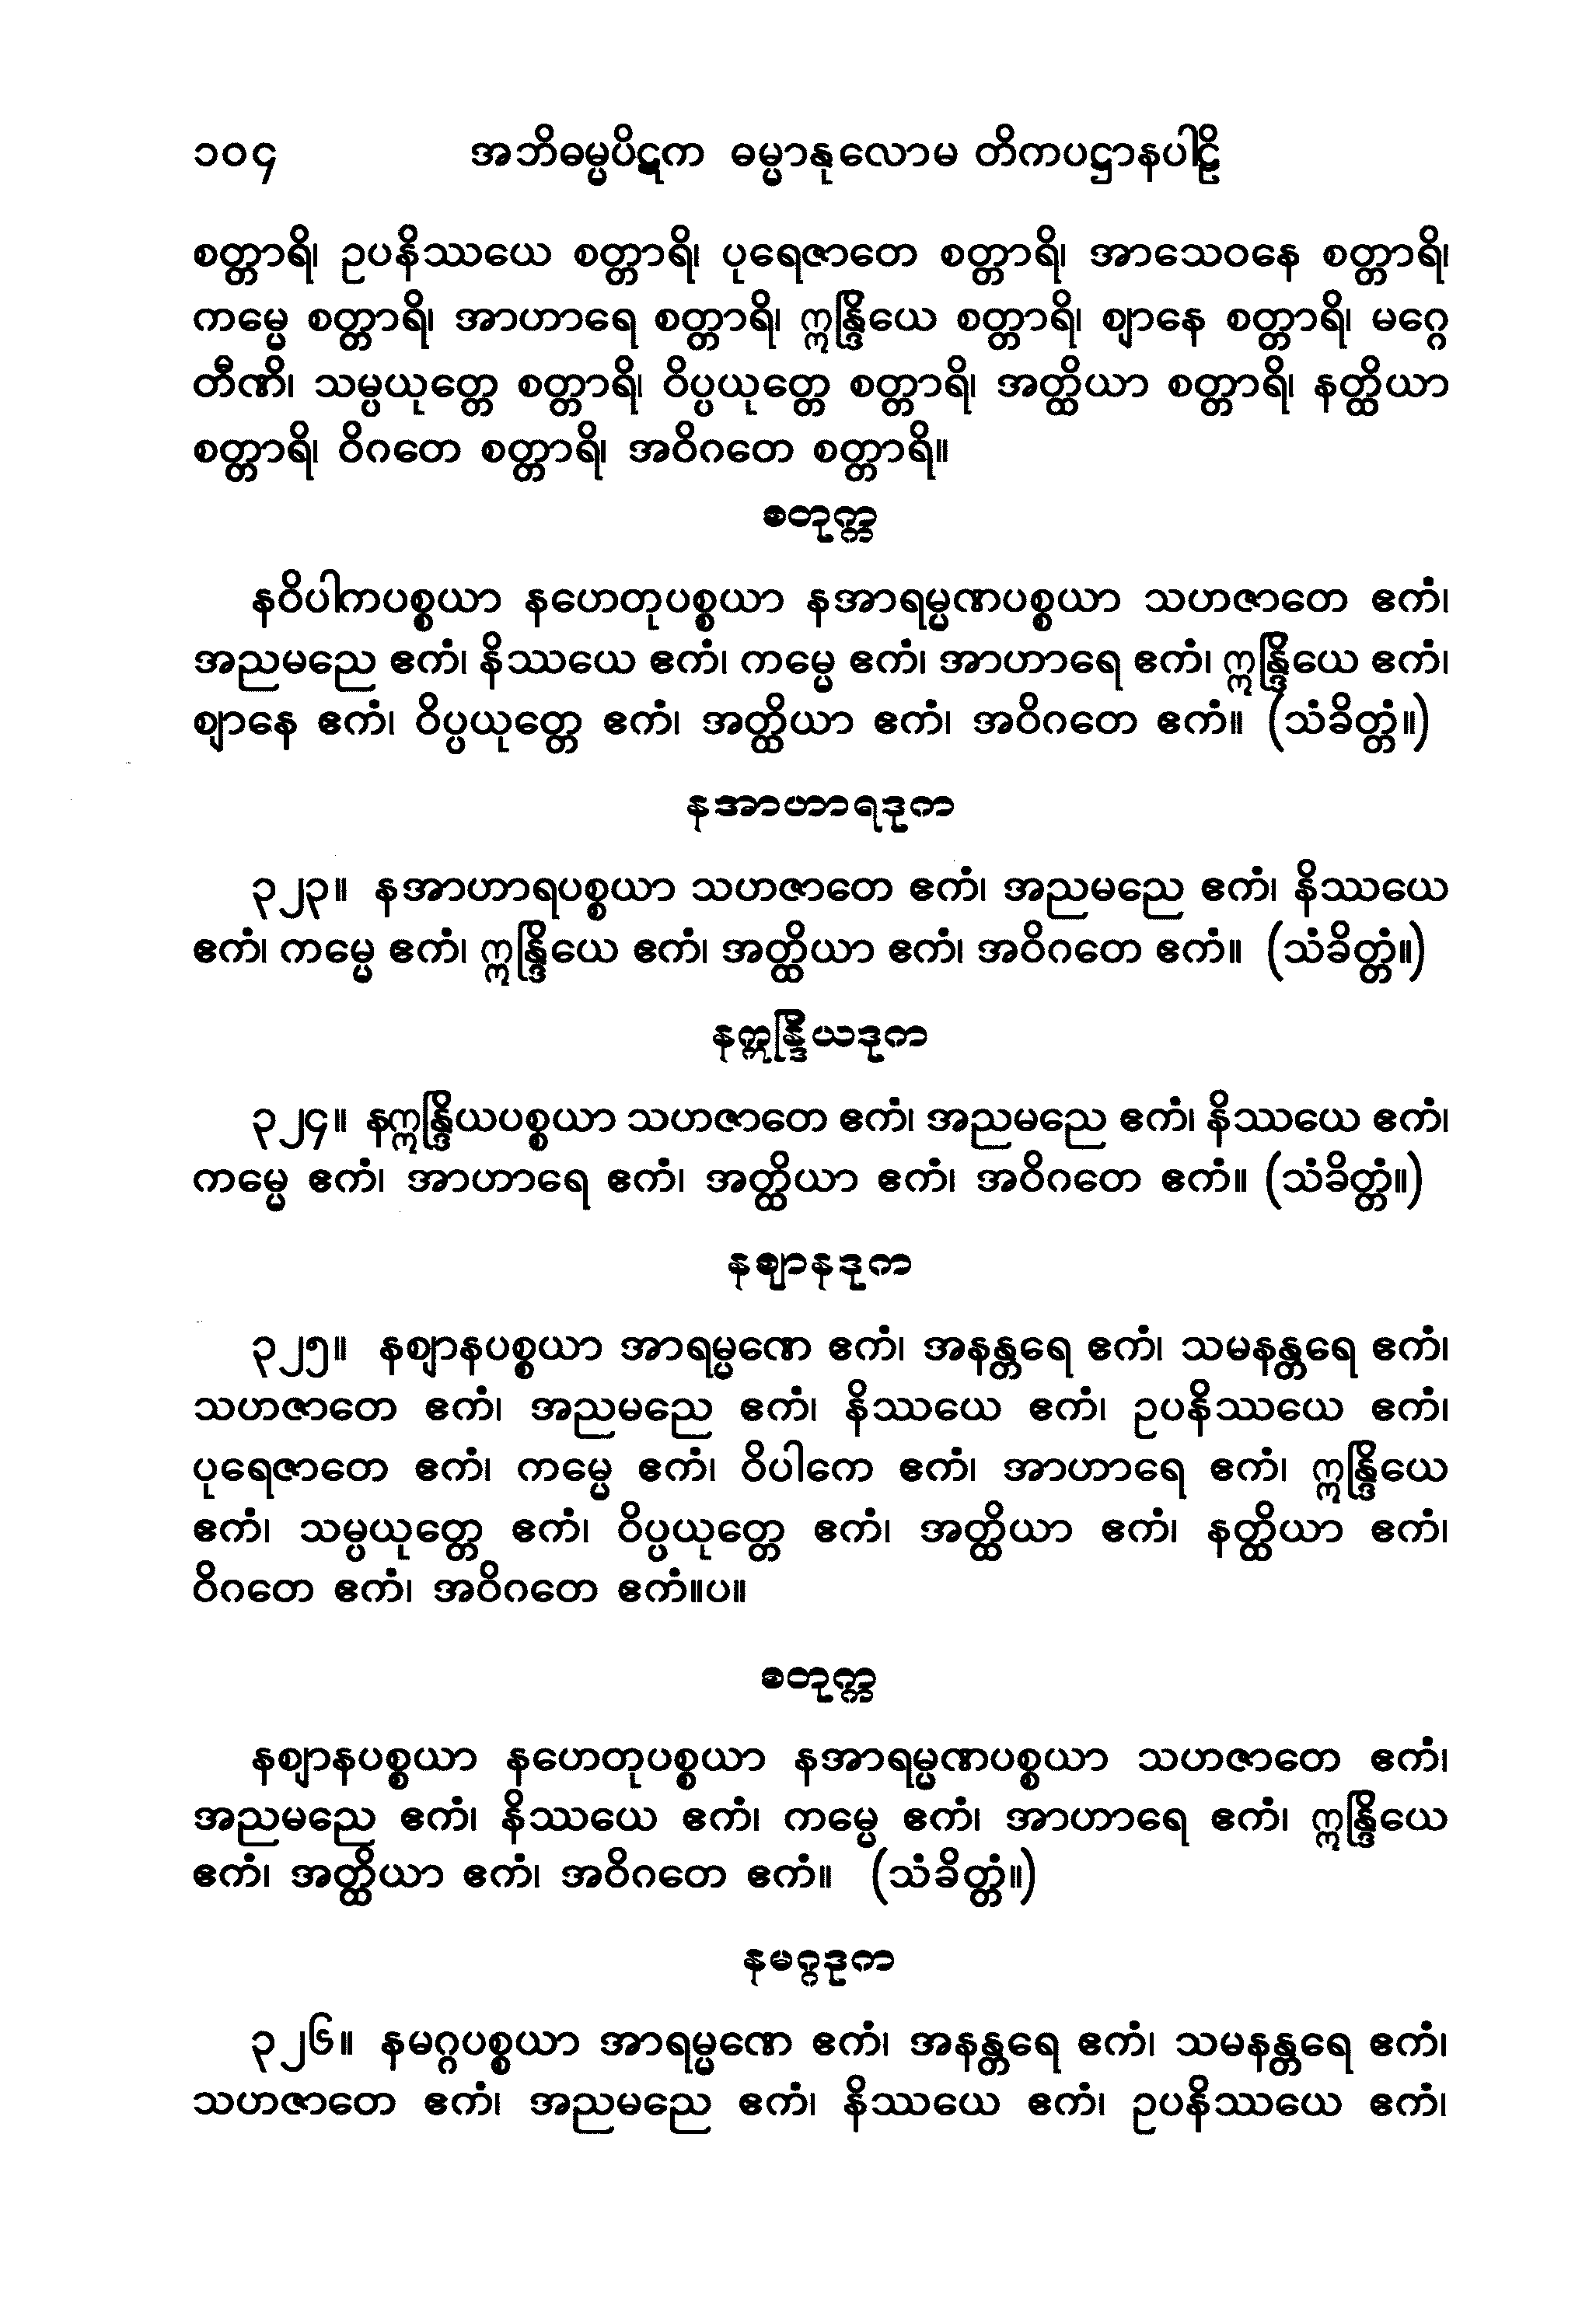 ၁၀၄ အဘိဓမ္မပိဋက ဓမ္မာနုလောမ တိကပဋ္ဌာနပါဠိ
စတ္တာရိ၊ ဥပနိဿယေ စတ္တာရိ၊ ပုရေဇာတေ စတ္တာရိ၊ အာသေဝနေ စတ္တာရိ၊
ကမ္မေ စတ္တာရိ၊ အာဟာရေ စတ္တာရိ၊ ဣန္ဒြိယေ စတ္တာရိ၊ ဈာနေ စတ္တာရိ၊ မဂ္ဂေ
တီဏိ၊ သမ္ပယုတ္တေ စတ္တာရိ၊ ဝိပ္ပယုတ္တေ စတ္တာရိ၊ အတ္ထိယာ စတ္တာရိ၊ နတ္ထိယာ
စတ္တာရိ၊ ဝိဂတေ စတ္တာရိ၊ အဝိဂတေ စတ္တာရိ။
စတုက္က
နဝိပါကပစ္စယာ နဟေတုပစ္စယာ နအာရမ္မဏပစ္စယာ သဟဇာတေ ဧကံ၊
အညမညေ ဧကံ၊ နိဿယေ ဧကံ၊ ကမ္မေ ဧကံ၊ အာဟာရေ ဧကံ၊ ဣန္ဒြိယေ ဧကံ၊
ဈာနေ ဧကံ၊ ဝိပ္ပယုတ္တေ ဧကံ၊ အတ္ထိယာ ဧကံ၊ အဝိဂတေ ဧကံ။ (သံခိတ္တံ။)
နအာဟာရဒုက
၃၂၃။ နအာဟာရပစ္စယာ သဟဇာတေ ဧကံ၊ အညမညေ ဧကံ၊ နိဿယေ
ဧကံ၊ ကမ္မေ ဧကံ၊ ဣန္ဒြိယေ ဧကံ၊ အတ္ထိယာ ဧကံ၊ အဝိဂတေ ဧကံ။ (သံခိတ္တံ။)
နဣန္ဒြိယဒုက
၃၂၄။ နဣန္ဒြိယပစ္စယာ သဟဇာတေ ဧကံ၊ အညမညေ ဧကံ၊ နိဿယေ ဧကံ၊
ကမ္မေ ဧကံ၊ အာဟာရေ ဧကံ၊ အတ္ထိယာ ဧကံ၊ အဝိဂတေ ဧကံ။ (သံခိတ္တံ။)
နဈာနဒုက
၃၂၅။ နဈာနပစ္စယာ အာရမ္မဏေ ဧကံ၊ အနန္တရေ ဧကံ၊ သမနန္တရေ ဧကံ၊
သဟဇာတေ ဧကံ၊ အညမညေ ဧကံ၊ နိဿယေ ဧကံ၊ ဥပနိဿယေ ဧကံ၊
ပုရေဇာတေ ဧကံ၊ ကမ္မေ ဧကံ၊ ဝိပါကေ ဧကံ၊ အာဟာရေ ဧကံ၊ ဣန္ဒြိယေ
ဧကံ၊ သမ္ပယုတ္တေ ဧကံ၊ ဝိပ္ပယုတ္တေ ဧကံ၊ အတ္ထိယာ ဧကံ၊ နတ္ထိယာ ဧကံ၊
ဝိဂတေ ဧကံ၊ အဝိဂတေ ဧကံ။ပ။
စတုက္က
နဈာနပစ္စယာ နဟေတုပစ္စယာ နအာရမ္မဏပစ္စယာ သဟဇာတေ ဧကံ၊
အညမညေ ဧကံ၊ နိဿယေ ဧကံ၊ ကမ္မေ ဧကံ၊ အာဟာရေ ဧကံ၊ ဣန္ဒြိယေ
ဧကံ၊ အတ္ထိယာ ဧကံ၊ အဝိဂတေ ဧကံ။ (သံခိတ္တံ။)
နမဂ္ဂဒုက
၃၂၆။ နမဂ္ဂပစ္စယာ အာရမ္မဏေ ဧကံ၊ အနန္တရေ ဧကံ၊ သမနန္တရေ ဧကံ၊
သဟဇာတေ ဧကံ၊ အညမညေ ဧကံ၊ နိဿယေ ဧကံ၊ ဥပနိဿယေ ဧကံ၊